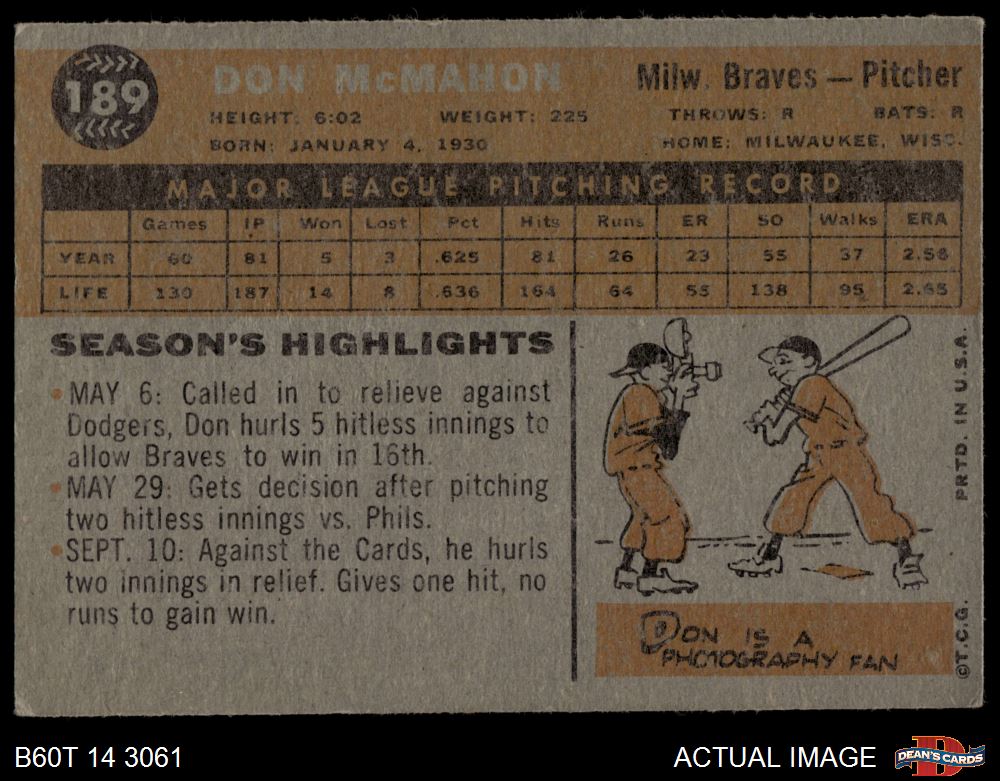 189
DON McMAHON
Milw. Braves — Pitcher
HEIGHT: 6:02 WEIGHT: 225 THROWS: R BATS: R
BORN: JANUARY 4, 1930 HOME: MILWAUKEE, WISC.
MAJOR LEAGUE PITCHING RECORD
Games IP Won Lost Pct Hits Runs ER SO Walks ERA
YEAR 60 81 5 3 .625 81 26 23 55 37 2.56
LIFE 130 187 14 8 .636 164 64 55 138 95 2.65
SEASON'S HIGHLIGHTS
• MAY 6: Called in to relieve against
Dodgers, Don hurls 5 hitless innings to
allow Braves to win in 16th.
• MAY 29: Gets decision after pitching
two hitless innings vs. Phils.
• SEPT. 10: Against the Cards, he hurls
two innings in relief. Gives one hit, no
runs to gain win.
DON IS A
PHOTOGRAPHY FAN
©T.C.G. PRTD. IN U.S.A.
B60T 14 3061
ACTUAL IMAGE
D
DEAN'S CARDS